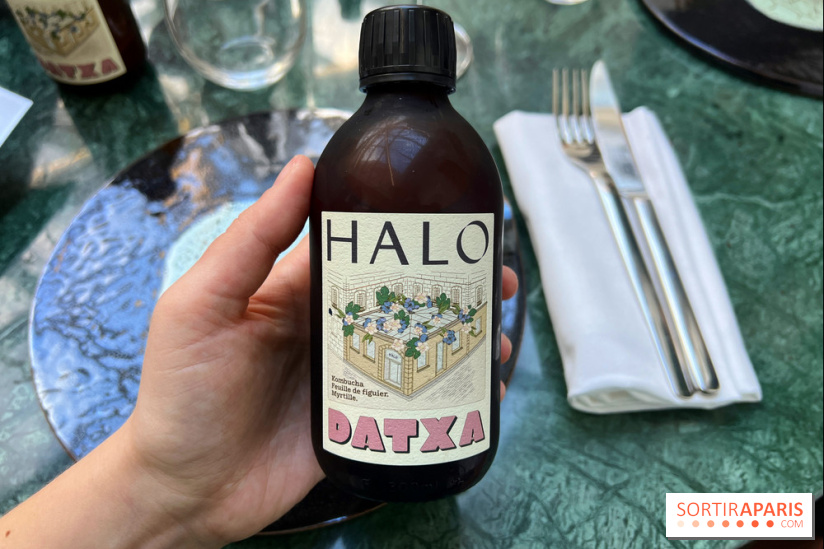 DATXA
HALO
Kombucha.
Feuille de figuier.
Myrtille.
DATXA
SORTIRAPARIS
.COM